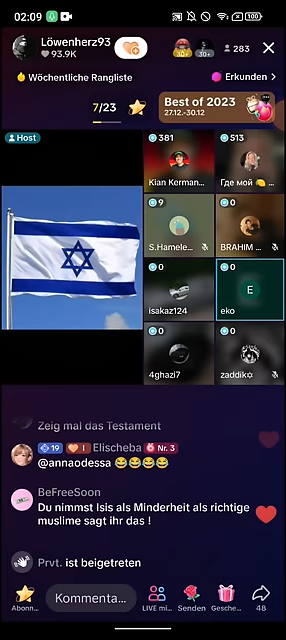 02:09
100
Löwenherz93
93.9K
283
Wöchentliche Rangliste
Erkunden >
7/23
Best of 2023
27.12.-30.12
Host
381
513
Kian Kerman...
Где мой 🍋 ...
9
0
S.Hamele...
BRAHIM ...
0
0
E
isakaz124
eko
0
0
4ghazi7
zaddik✡
Zeig mal das Testament
19 I Elischeba Nr. 3
@annaodessa 😂😂😂😂
BeFreeSoon
Du nimmst Isis als Minderheit als richtige
muslime sagt ihr das !
Prvt. ist beigetreten
Kommenta...
Abonn...
LIVE mi...
Senden
Gesche...
48